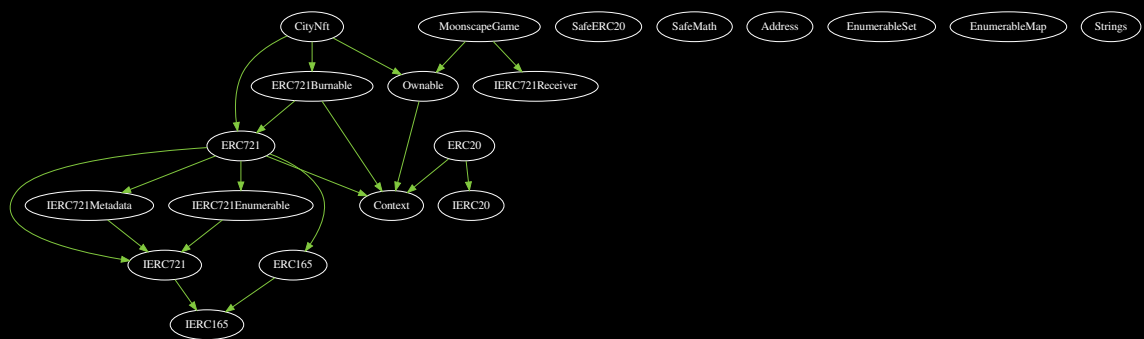 CityNft
MoonscapeGame
SafeERC20
SafeMath
Address
EnumerableSet
EnumerableMap
Strings
ERC721Burnable
Ownable
IERC721Receiver
ERC721
ERC20
IERC721Metadata
IERC721Enumerable
Context
IERC20
IERC721
ERC165
IERC165